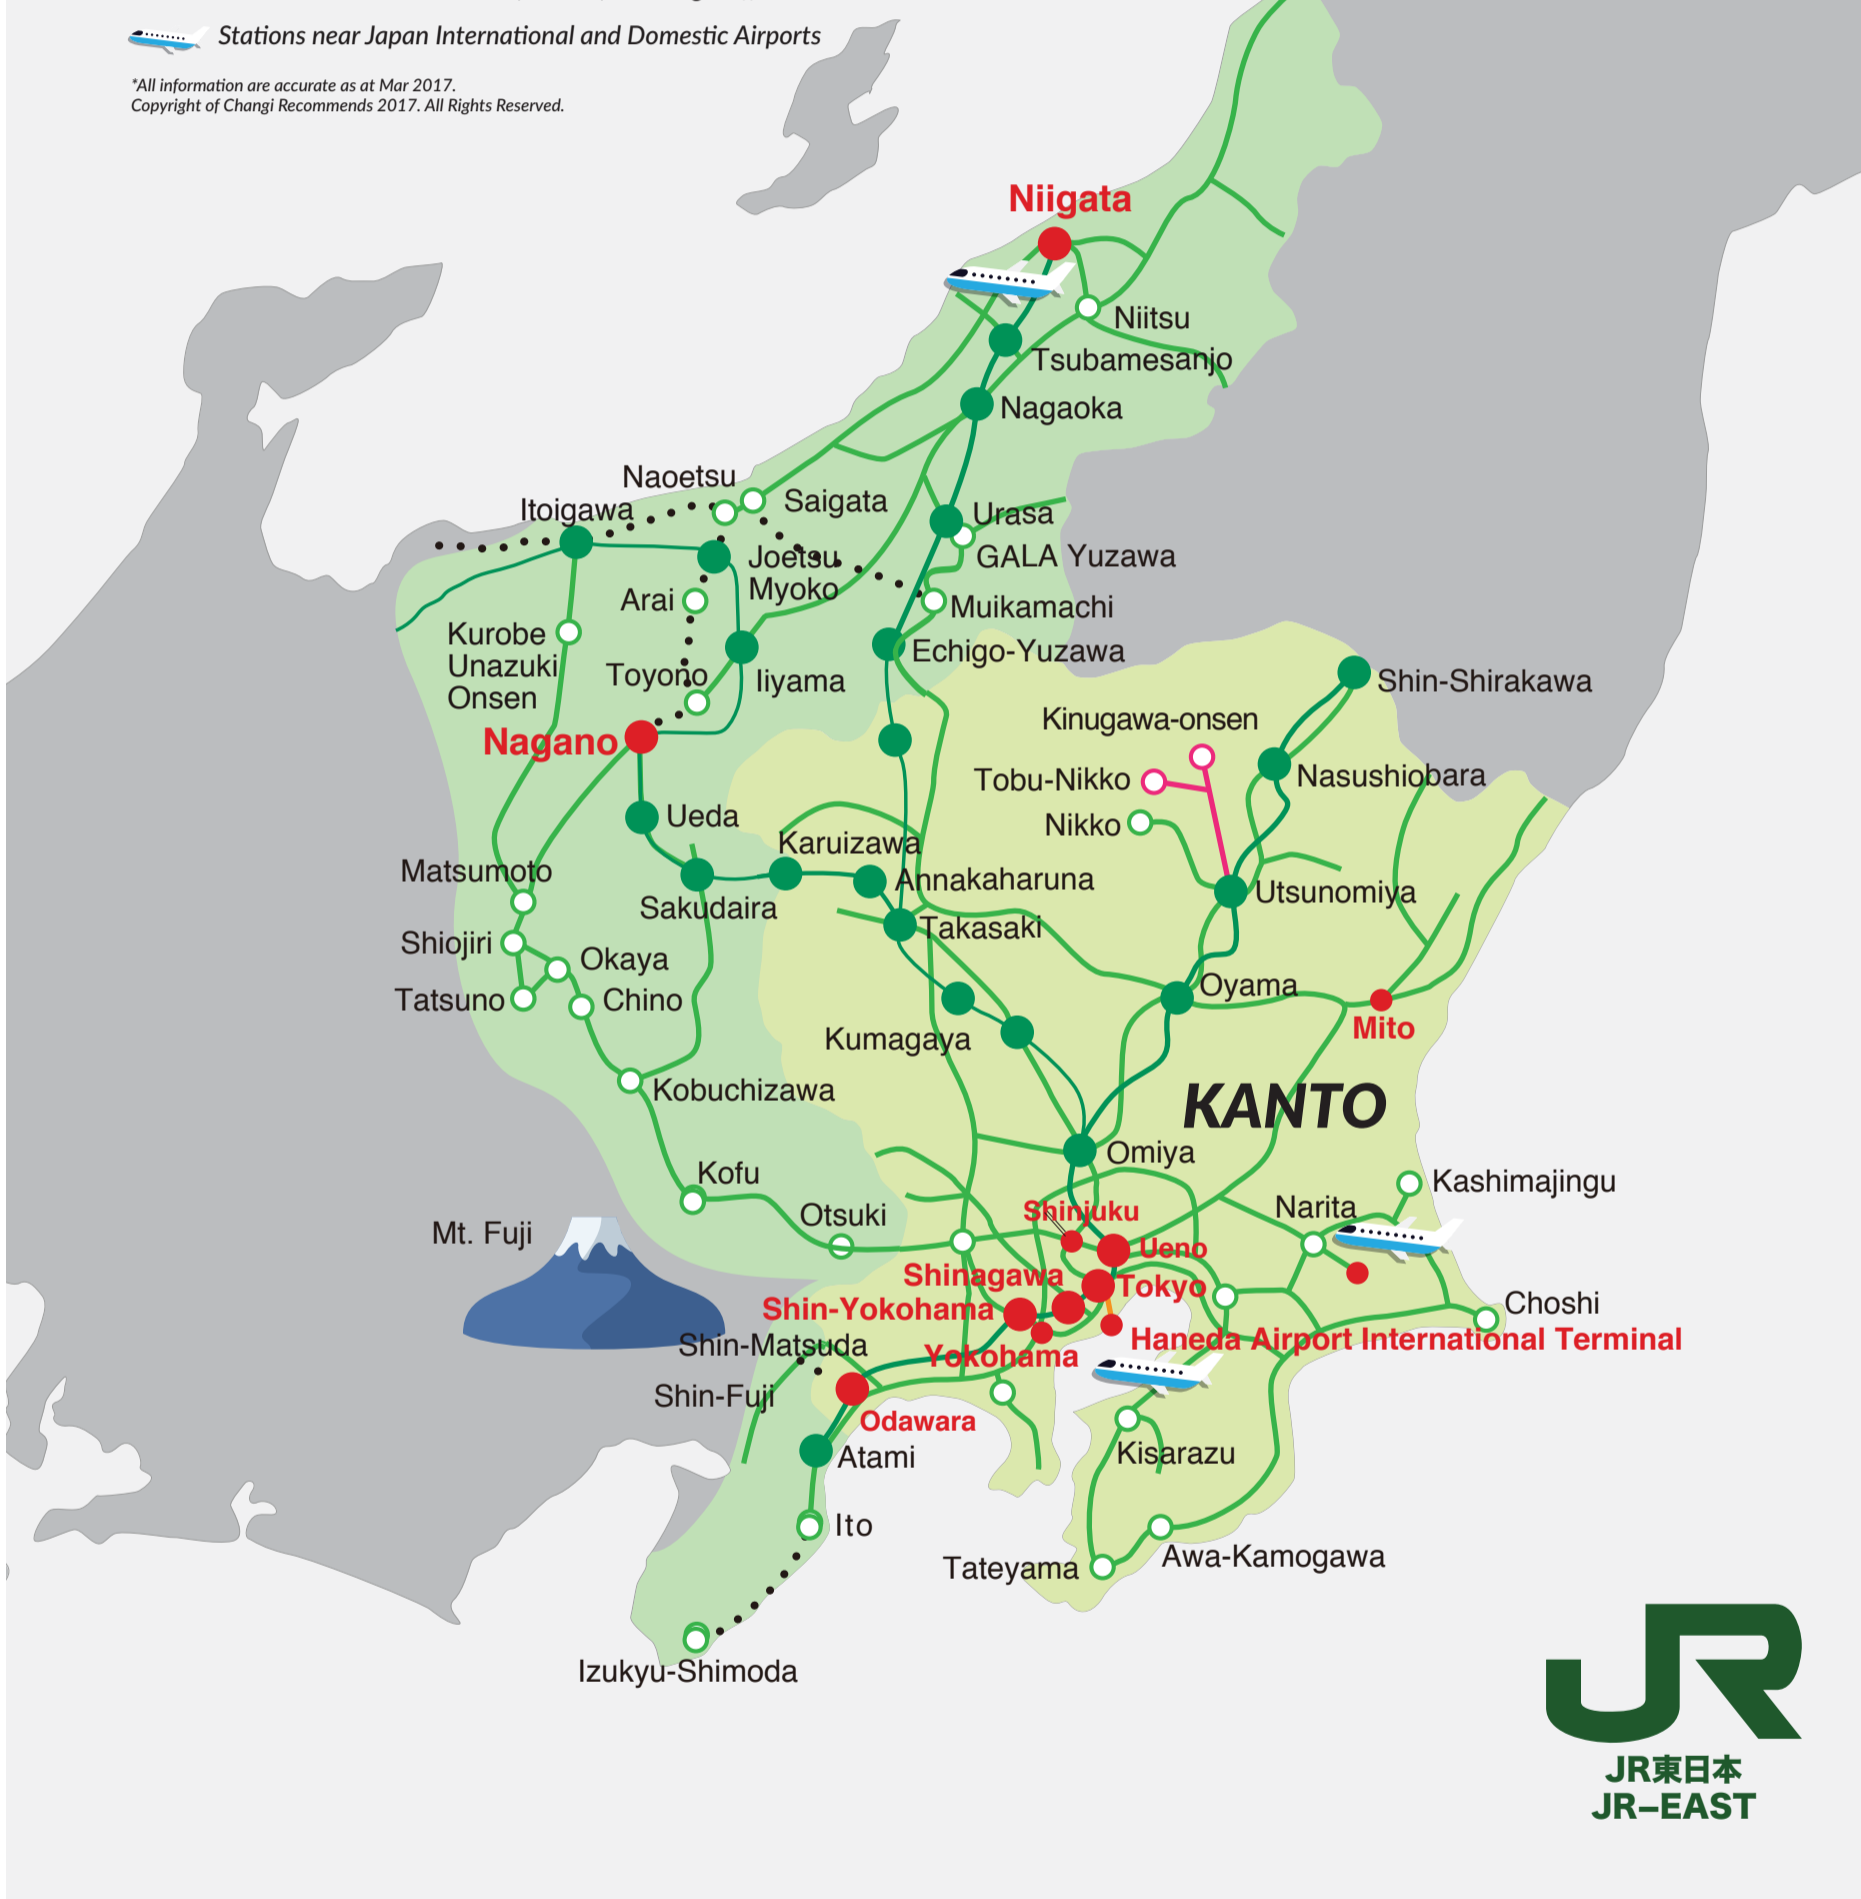 Stations near Japan International and Domestic Airports
*All information are accurate as at Mar 2017.
Copyright of Changi Recommends 2017. All Rights Reserved.
Niigata
Niitsu
Tsubamesanjo
Nagaoka
Naoetsu
Saigata
Itoigawa
Urasa
GALA Yuzawa
Joetsu
Myoko
Arai
Muikamachi
Kurobe
Unazuki
Onsen
Echigo-Yuzawa
Toyono
Iiyama
Shin-Shirakawa
Nagano
Kinugawa-onsen
Tobu-Nikko
Nasushiobara
Nikko
Ueda
Karuizawa
Matsumoto
Annakaharuna
Utsunomiya
Sakudaira
Takasaki
Shiojiri
Okaya
Tatsuno
Chino
Oyama
Mito
Kumagaya
Kobuchizawa
KANTO
Omiya
Kofu
Kashimajingu
Otsuki
Shinjuku
Narita
Mt. Fuji
Ueno
Shinagawa
Tokyo
Shin-Yokohama
Choshi
Haneda Airport International Terminal
Shin-Matsuda
Yokohama
Shin-Fuji
Odawara
Atami
Kisarazu
Ito
Awa-Kamogawa
Tateyama
Izukyu-Shimoda
JR
JR東日本
JR-EAST